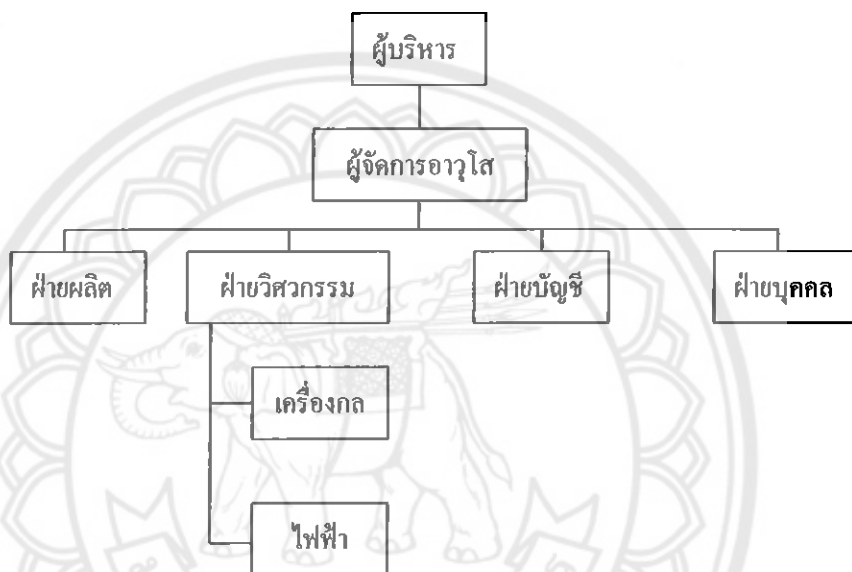 ผู้บริหาร
ผู้จัดการอาวุโส
ฝ่ายผลิต
ฝ่ายวิศวกรรม
ฝ่ายบัญชี
ฝ่ายบุคคล
เครื่องกล
ไฟฟ้า